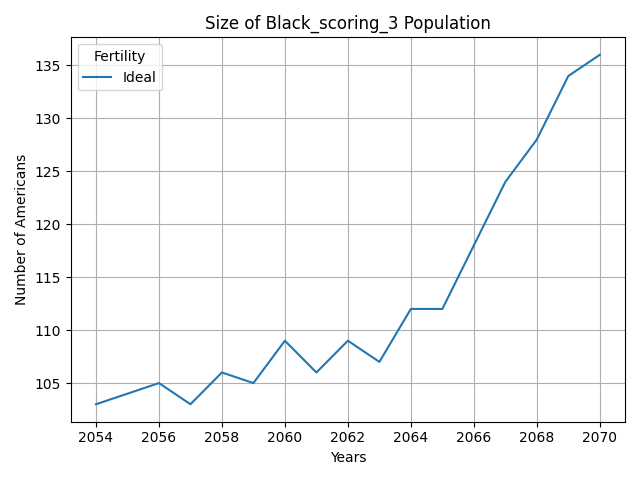 Size of Black_scoring_3 Population
Fertility
Ideal
Number of Americans
135
130
125
120
115
110
105
2054 2056 2058 2060 2062 2064 2066 2068 2070
Years